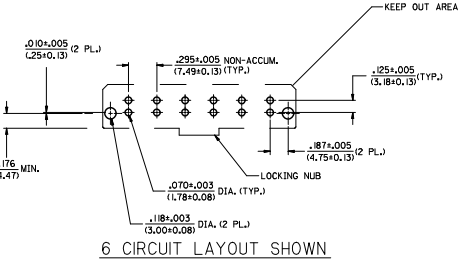 KEEP OUT AREA
.010±.005 (2 PL.)
(.25±0.13)
.295±.005 NON-ACCUM.
(7.49±0.13) (TYP.)
.125±.005 (TYP.)
(3.18±0.13)
.176 MIN.
4.47)
.187±.005 (2 PL.)
(4.75±0.13)
LOCKING NUB
.070±.003 DIA. (TYP.)
(1.78±0.08)
.118±.003 DIA. (2 PL.)
(3.00±0.08)
6 CIRCUIT LAYOUT SHOWN